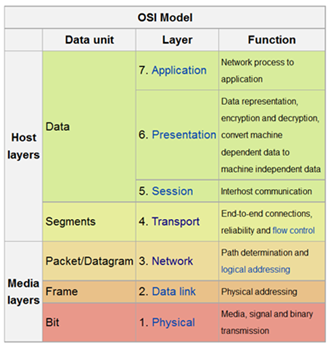 OSI Model
Data unit Layer Function
Host
layers
Data
7. Application
Network process to
application
6. Presentation
Data representation,
encryption and decryption,
convert machine
dependent data to
machine independent data
5. Session
Interhost communication
Segments
4. Transport
End-to-end connections,
reliability and flow control
Media
layers
Packet/Datagram
3. Network
Path determination and
logical addressing
Frame
2. Data link
Physical addressing
Bit
1. Physical
Media, signal and binary
transmission